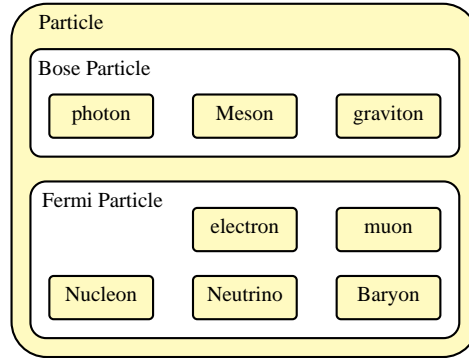 Particle
Bose Particle
photon Meson graviton
Fermi Particle
electron muon
Nucleon Neutrino Baryon